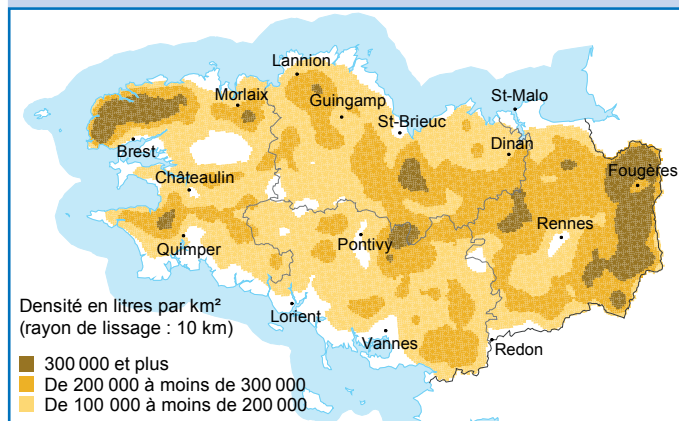 Lannion
Morlaix
Guingamp
St-Malo
St-Brieuc
Brest
Dinan
Fougères
Châteaulin
Rennes
Quimper
Pontivy
Densité en litres par km²
(rayon de lissage : 10 km)
Lorient
Vannes
Redon
300 000 et plus
De 200 000 à moins de 300 000
De 100 000 à moins de 200 000